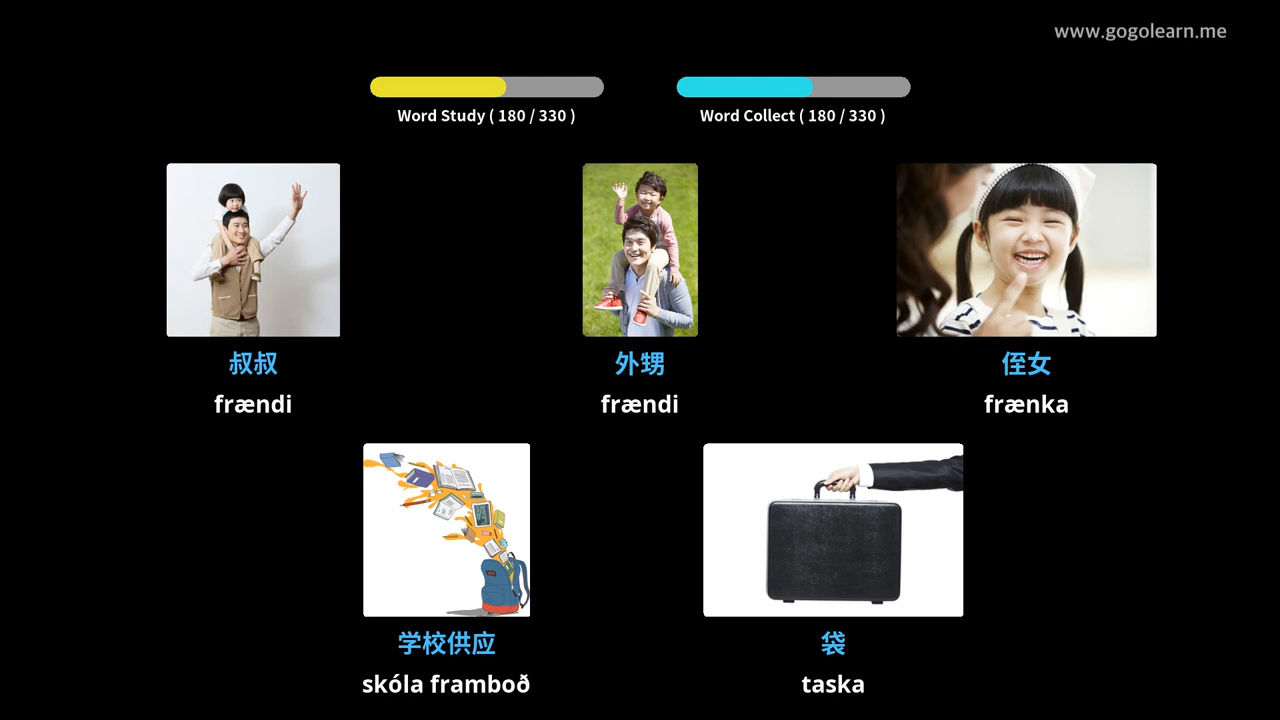 www.gogolearn.me
Word Study ( 180 / 330 )
Word Collect ( 180 / 330 )
叔叔
frændi
外甥
frændi
侄女
frænka
学校供应
skóla framboð
袋
taska